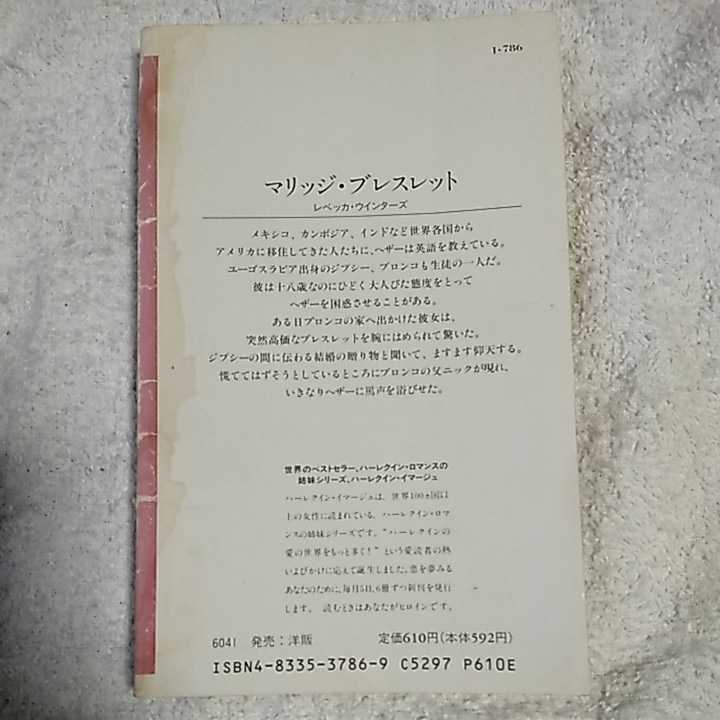 I・786
マリッジ・ブレスレット
レベッカ・ウインターズ
メキシコ、カンボジア、インドなど世界各国から
アメリカに移住してきた人たちに、ヘザーは英語を教えている。
ユーゴスラビア出身のジプシー、ブロンコも生徒の一人だ。
彼は十八歳なのにひどく大人びた態度をとって
ヘザーを困惑させることがある。
ある日ブロンコの家へ出かけた彼女は、
突然高価なブレスレットを腕にはめられて驚いた。
ジプシーの間に伝わる結婚の贈り物と聞いて、ますます仰天する。
慌ててはずそうとしているところにブロンコの父ニックが現れ、
いきなりヘザーに罵声を浴びせた。
世界のベストセラー、ハーレクイン・ロマンスの
姉妹シリーズ、ハーレクイン・イマージュ
ハーレクイン・イマージュは、世界100ヵ国以
上の女性に読まれている、ハーレクイン・ロマ
ンスの姉妹シリーズです。"ハーレクインの
愛の世界をもっと多く！"という愛読者の熱
いよびかけに応えて誕生しました。恋を夢みる
あなたのために、毎月5日、6冊ずつ新刊を発行
します。 読むときはあなたがヒロインです。
6041 発売：洋販 定価610円（本体592円）
ISBN4-8335-3786-9 C5297 P610E